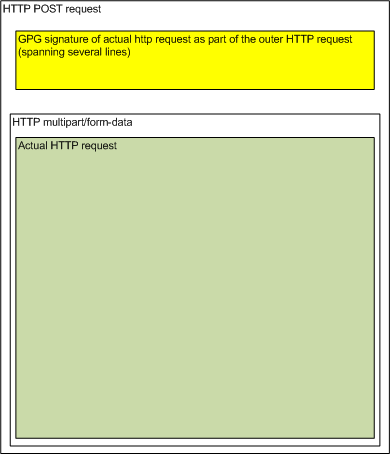 HTTP POST request
GPG signature of actual http request as part of the outer HTTP request
(spanning several lines)
HTTP multipart/form-data
Actual HTTP request